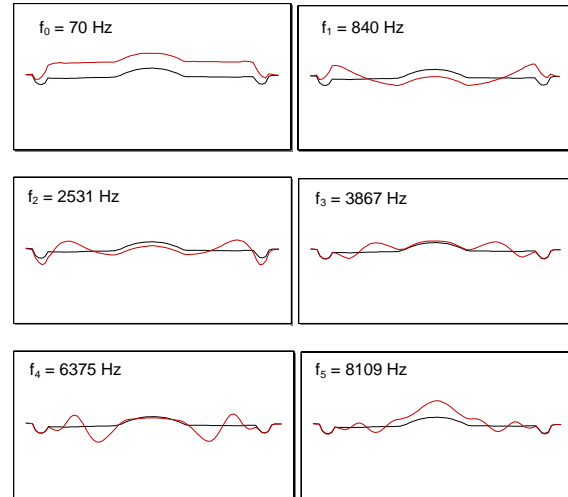 f₀ = 70 Hz
f₁ = 840 Hz
f₂ = 2531 Hz
f₃ = 3867 Hz
f₄ = 6375 Hz
f₅ = 8109 Hz